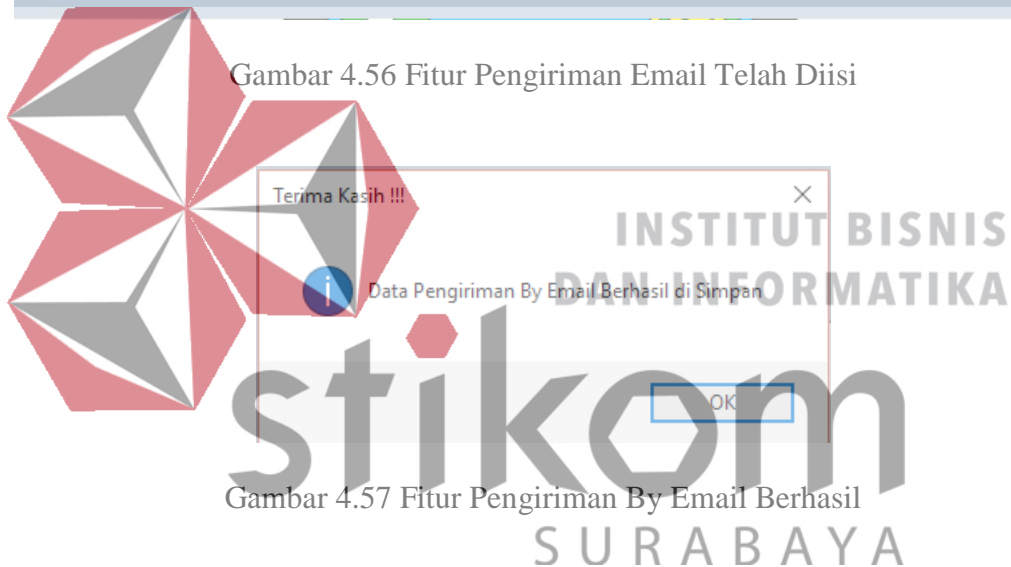 Gambar 4.56 Fitur Pengiriman Email Telah Diisi
Terima Kasih !!!
INSTITUT BISNIS
DAN INFORMATIKA
Data Pengiriman By Email Berhasil di Simpan
stikom
OK
Gambar 4.57 Fitur Pengiriman By Email Berhasil
SURABAYA